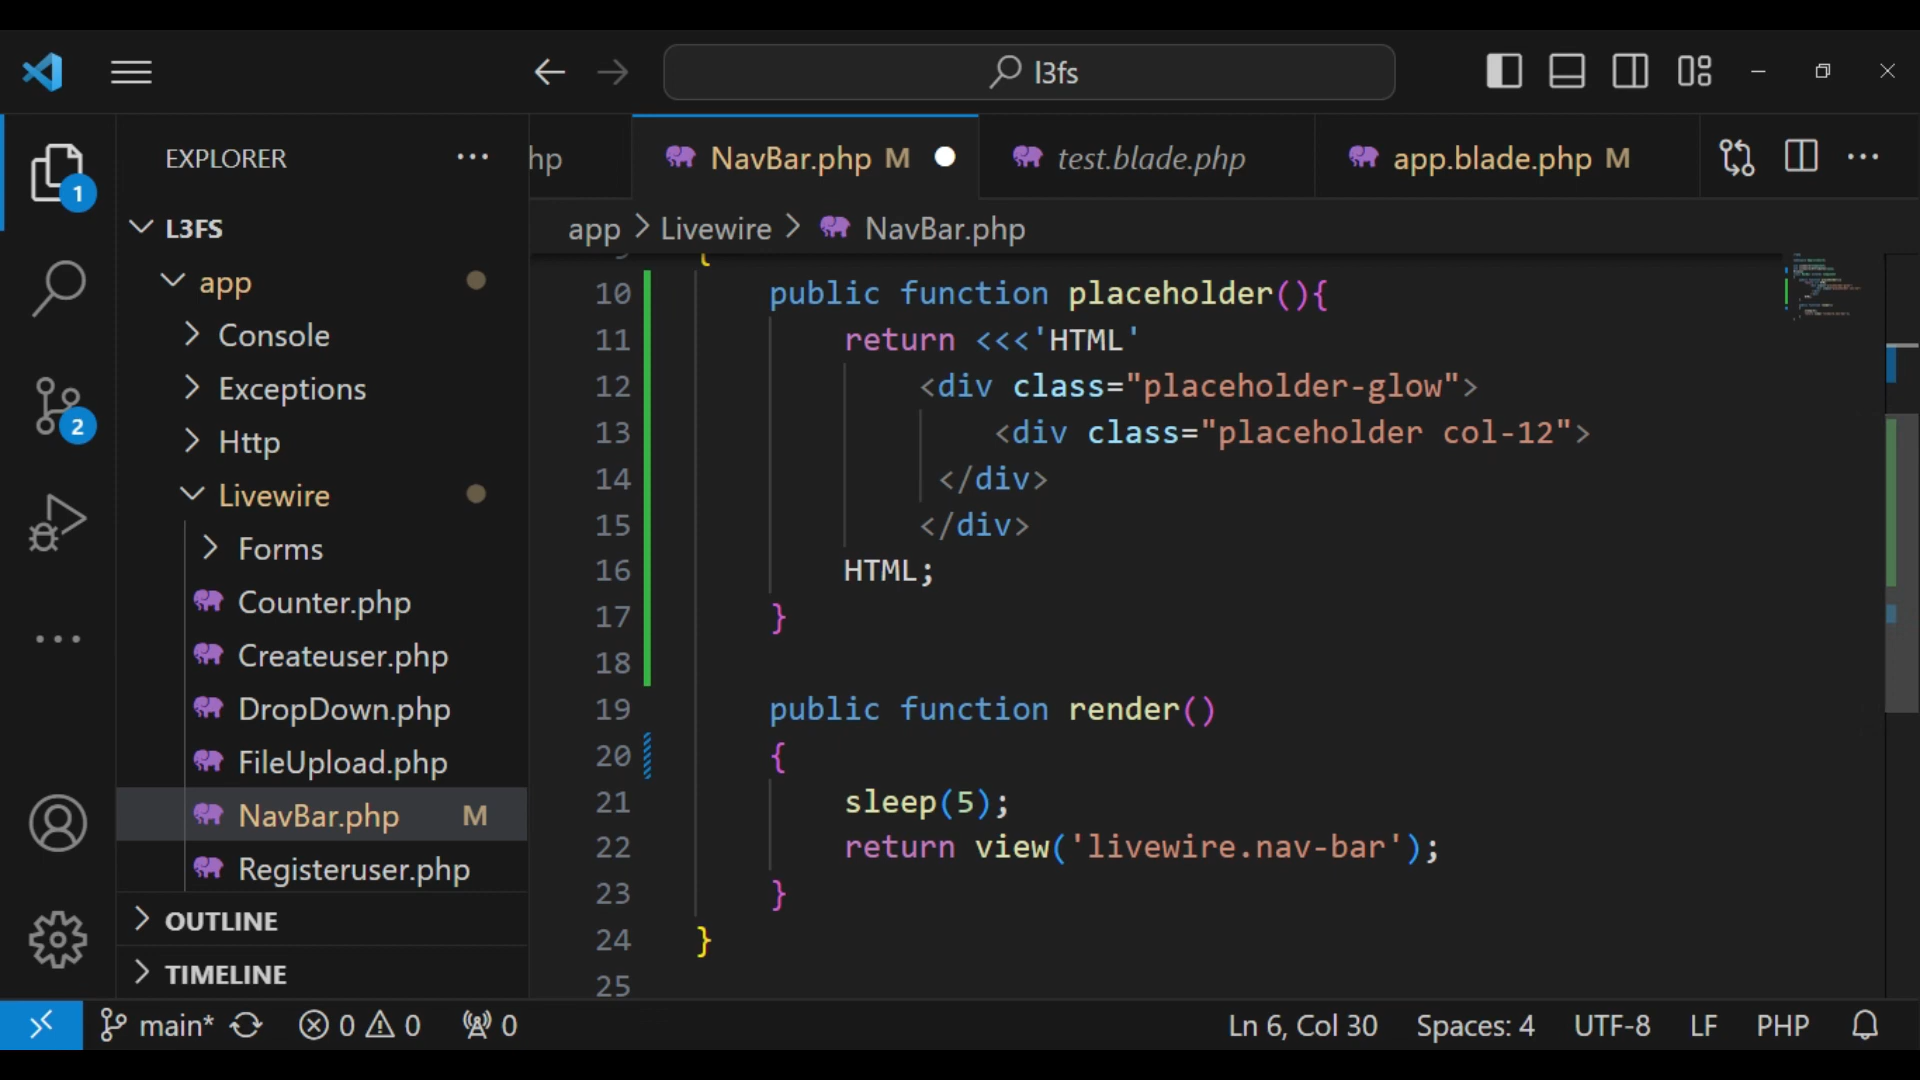 l3fs
EXPLORER
hp
NavBar.php M
test.blade.php
app.blade.php M
1
app > Livewire > NavBar.php
L3FS
app
Console
Exceptions
Http
Livewire
Forms
Counter.php
Createuser.php
DropDown.php
FileUpload.php
NavBar.php M
Registeruser.php
OUTLINE
TIMELINE
2
{
10 public function placeholder(){
11 return <<<'HTML'
12 <div class="placeholder-glow">
13 <div class="placeholder col-12">
14 </div>
15 </div>
16 HTML;
17 }
18
19 public function render()
20 {
21 sleep(5);
22 return view('livewire.nav-bar');
23 }
24 }
25
main* 0 0 0 Ln 6, Col 30 Spaces: 4 UTF-8 LF PHP